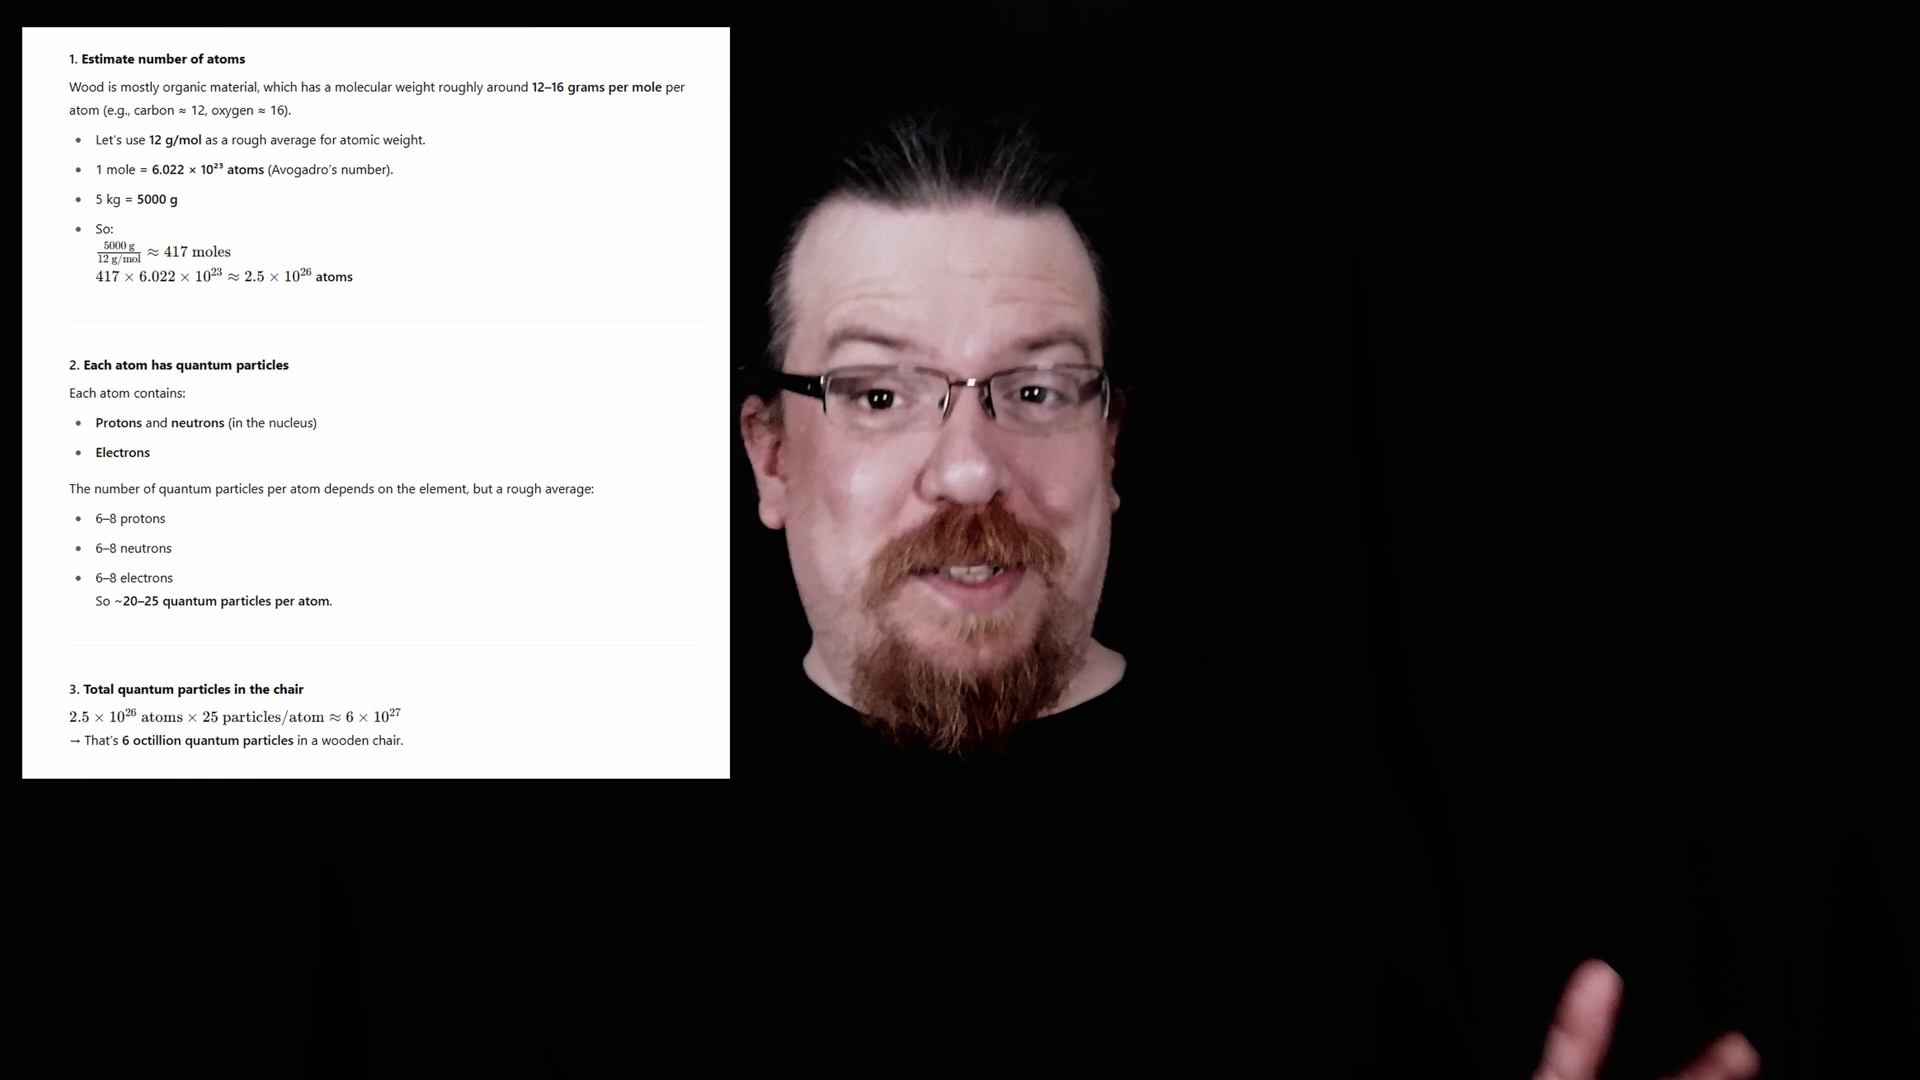 1. Estimate number of atoms
Wood is mostly organic material, which has a molecular weight roughly around 12–16 grams per mole per
atom (e.g., carbon ≈ 12, oxygen ≈ 16).
• Let's use 12 g/mol as a rough average for atomic weight.
• 1 mole = 6.022 × 10²³ atoms (Avogadro's number).
• 5 kg = 5000 g
• So:
5000 g / 12 g/mol ≈ 417 moles
417 × 6.022 × 10²³ ≈ 2.5 × 10²⁶ atoms
2. Each atom has quantum particles
Each atom contains:
• Protons and neutrons (in the nucleus)
• Electrons
The number of quantum particles per atom depends on the element, but a rough average:
• 6–8 protons
• 6–8 neutrons
• 6–8 electrons
So ~20–25 quantum particles per atom.
3. Total quantum particles in the chair
2.5 × 10²⁶ atoms × 25 particles/atom ≈ 6 × 10²⁷
→ That's 6 octillion quantum particles in a wooden chair.